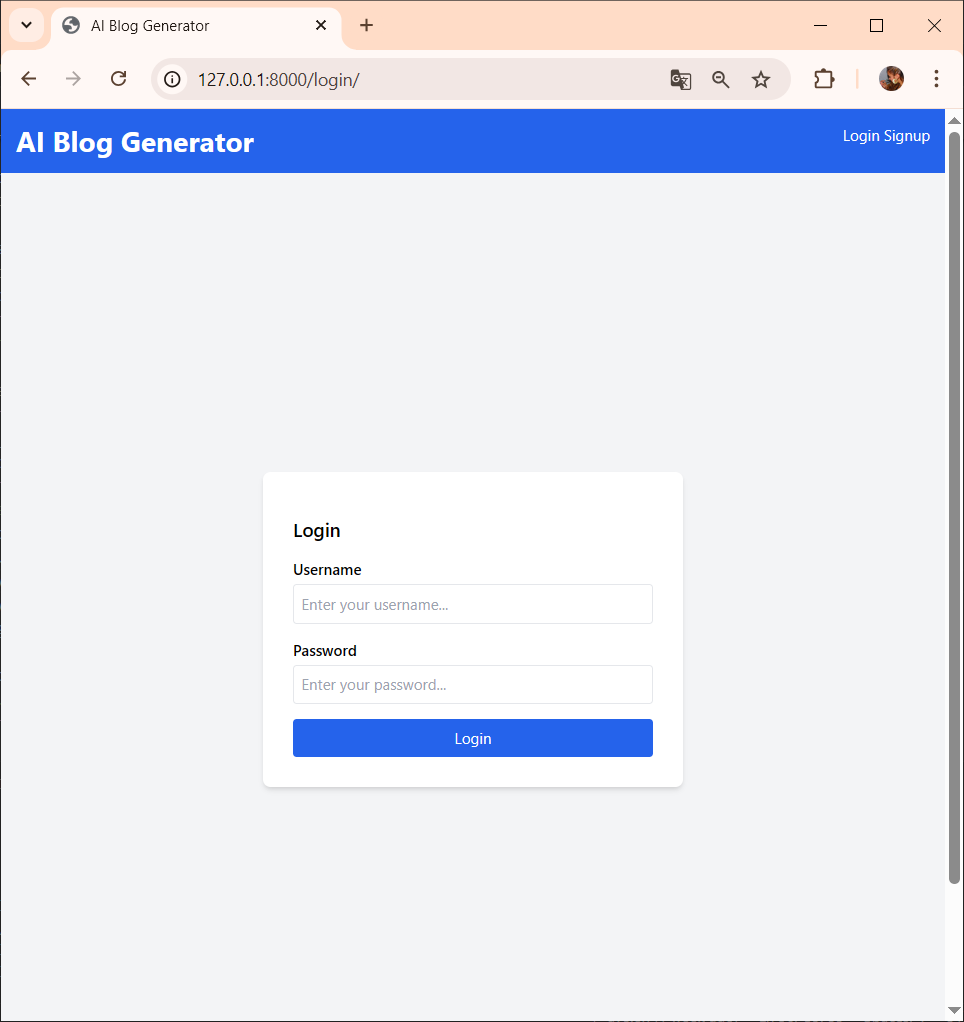 AI Blog Generator
127.0.0.1:8000/login/
AI Blog Generator
Login Signup
Login
Username
Enter your username...
Password
Enter your password...
Login